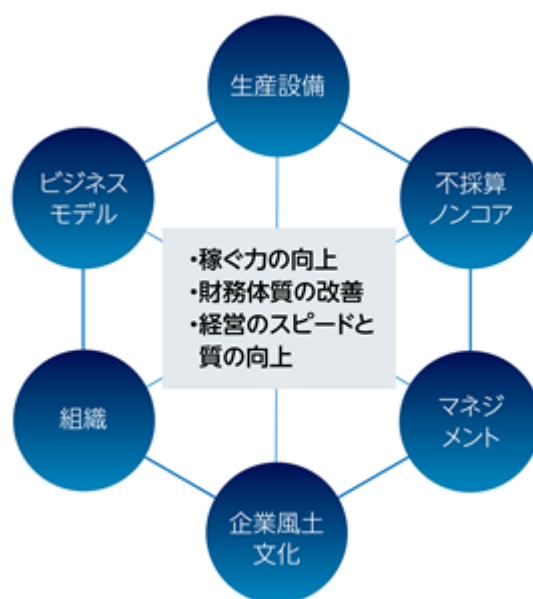 生産設備
ビジネス
モデル
不採算
ノンコア
・稼ぐ力の向上
・財務体質の改善
・経営のスピードと
質の向上
組織
マネジ
メント
企業風土
文化